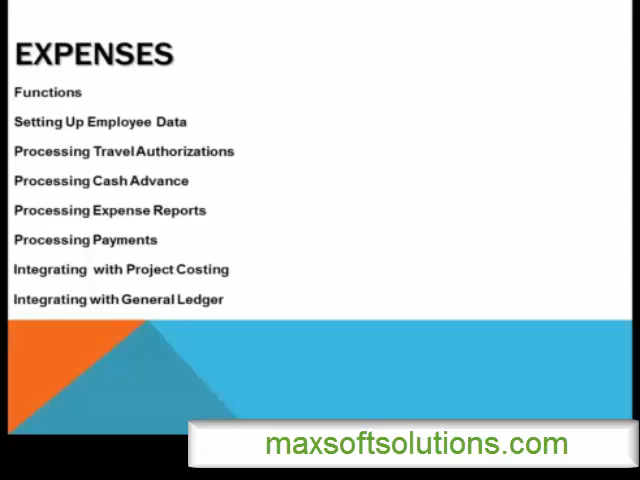 EXPENSES
Functions
Setting Up Employee Data
Processing Travel Authorizations
Processing Cash Advance
Processing Expense Reports
Processing Payments
Integrating with Project Costing
Integrating with General Ledger
maxsoftsolutions.com